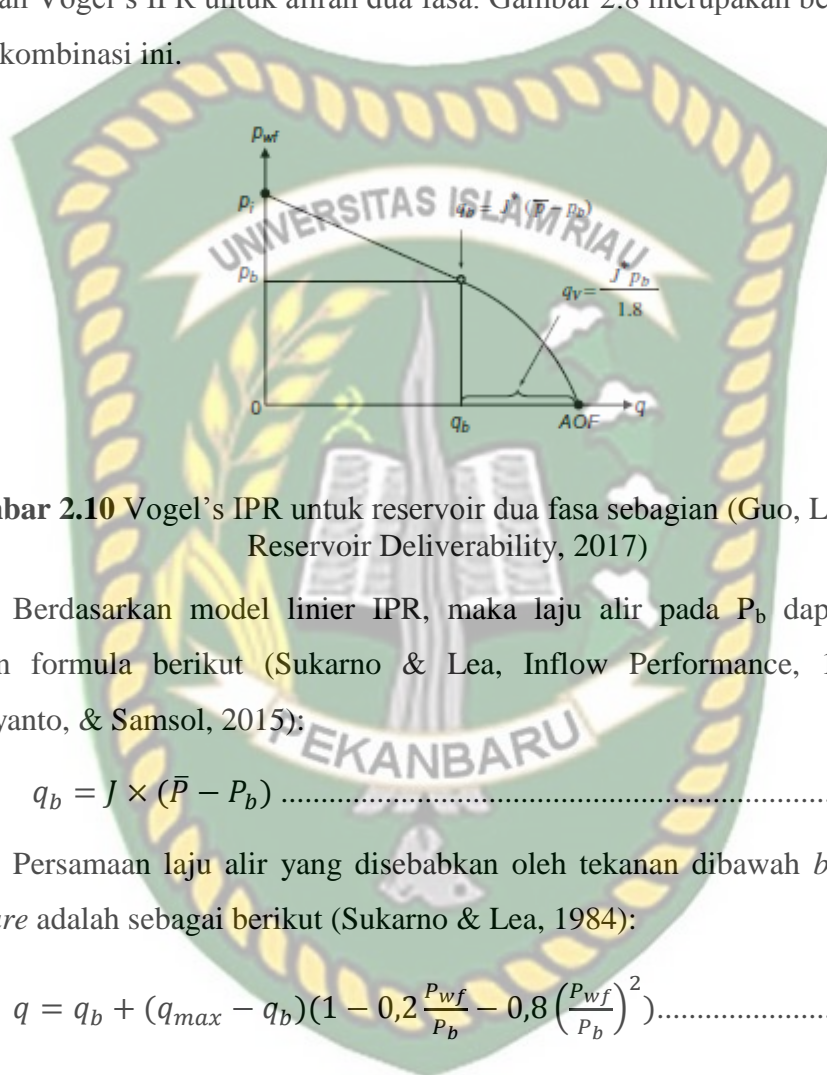 an Vogel's IPR untuk aliran dua fasa. Gambar 2.8 merupakan be
kombinasi ini.
Pwf
pi
pb
0
qb = J* (p̅ − pb)
qV = J* pb / 1.8
qb
AOF
q
UNIVERSITAS ISLAM RIAU
bar 2.10 Vogel's IPR untuk reservoir dua fasa sebagian (Guo, L
Reservoir Deliverability, 2017)
Berdasarkan model linier IPR, maka laju alir pada Pb dap
n formula berikut (Sukarno & Lea, Inflow Performance, 1
yanto, & Samsol, 2015):
PEKANBARU
qb = J × (P̅ − Pb) ......................................................................
Persamaan laju alir yang disebabkan oleh tekanan dibawah b
ure adalah sebagai berikut (Sukarno & Lea, 1984):
q = qb + (qmax − qb)(1 − 0,2 Pwf/Pb − 0,8 (Pwf/Pb)²)......................